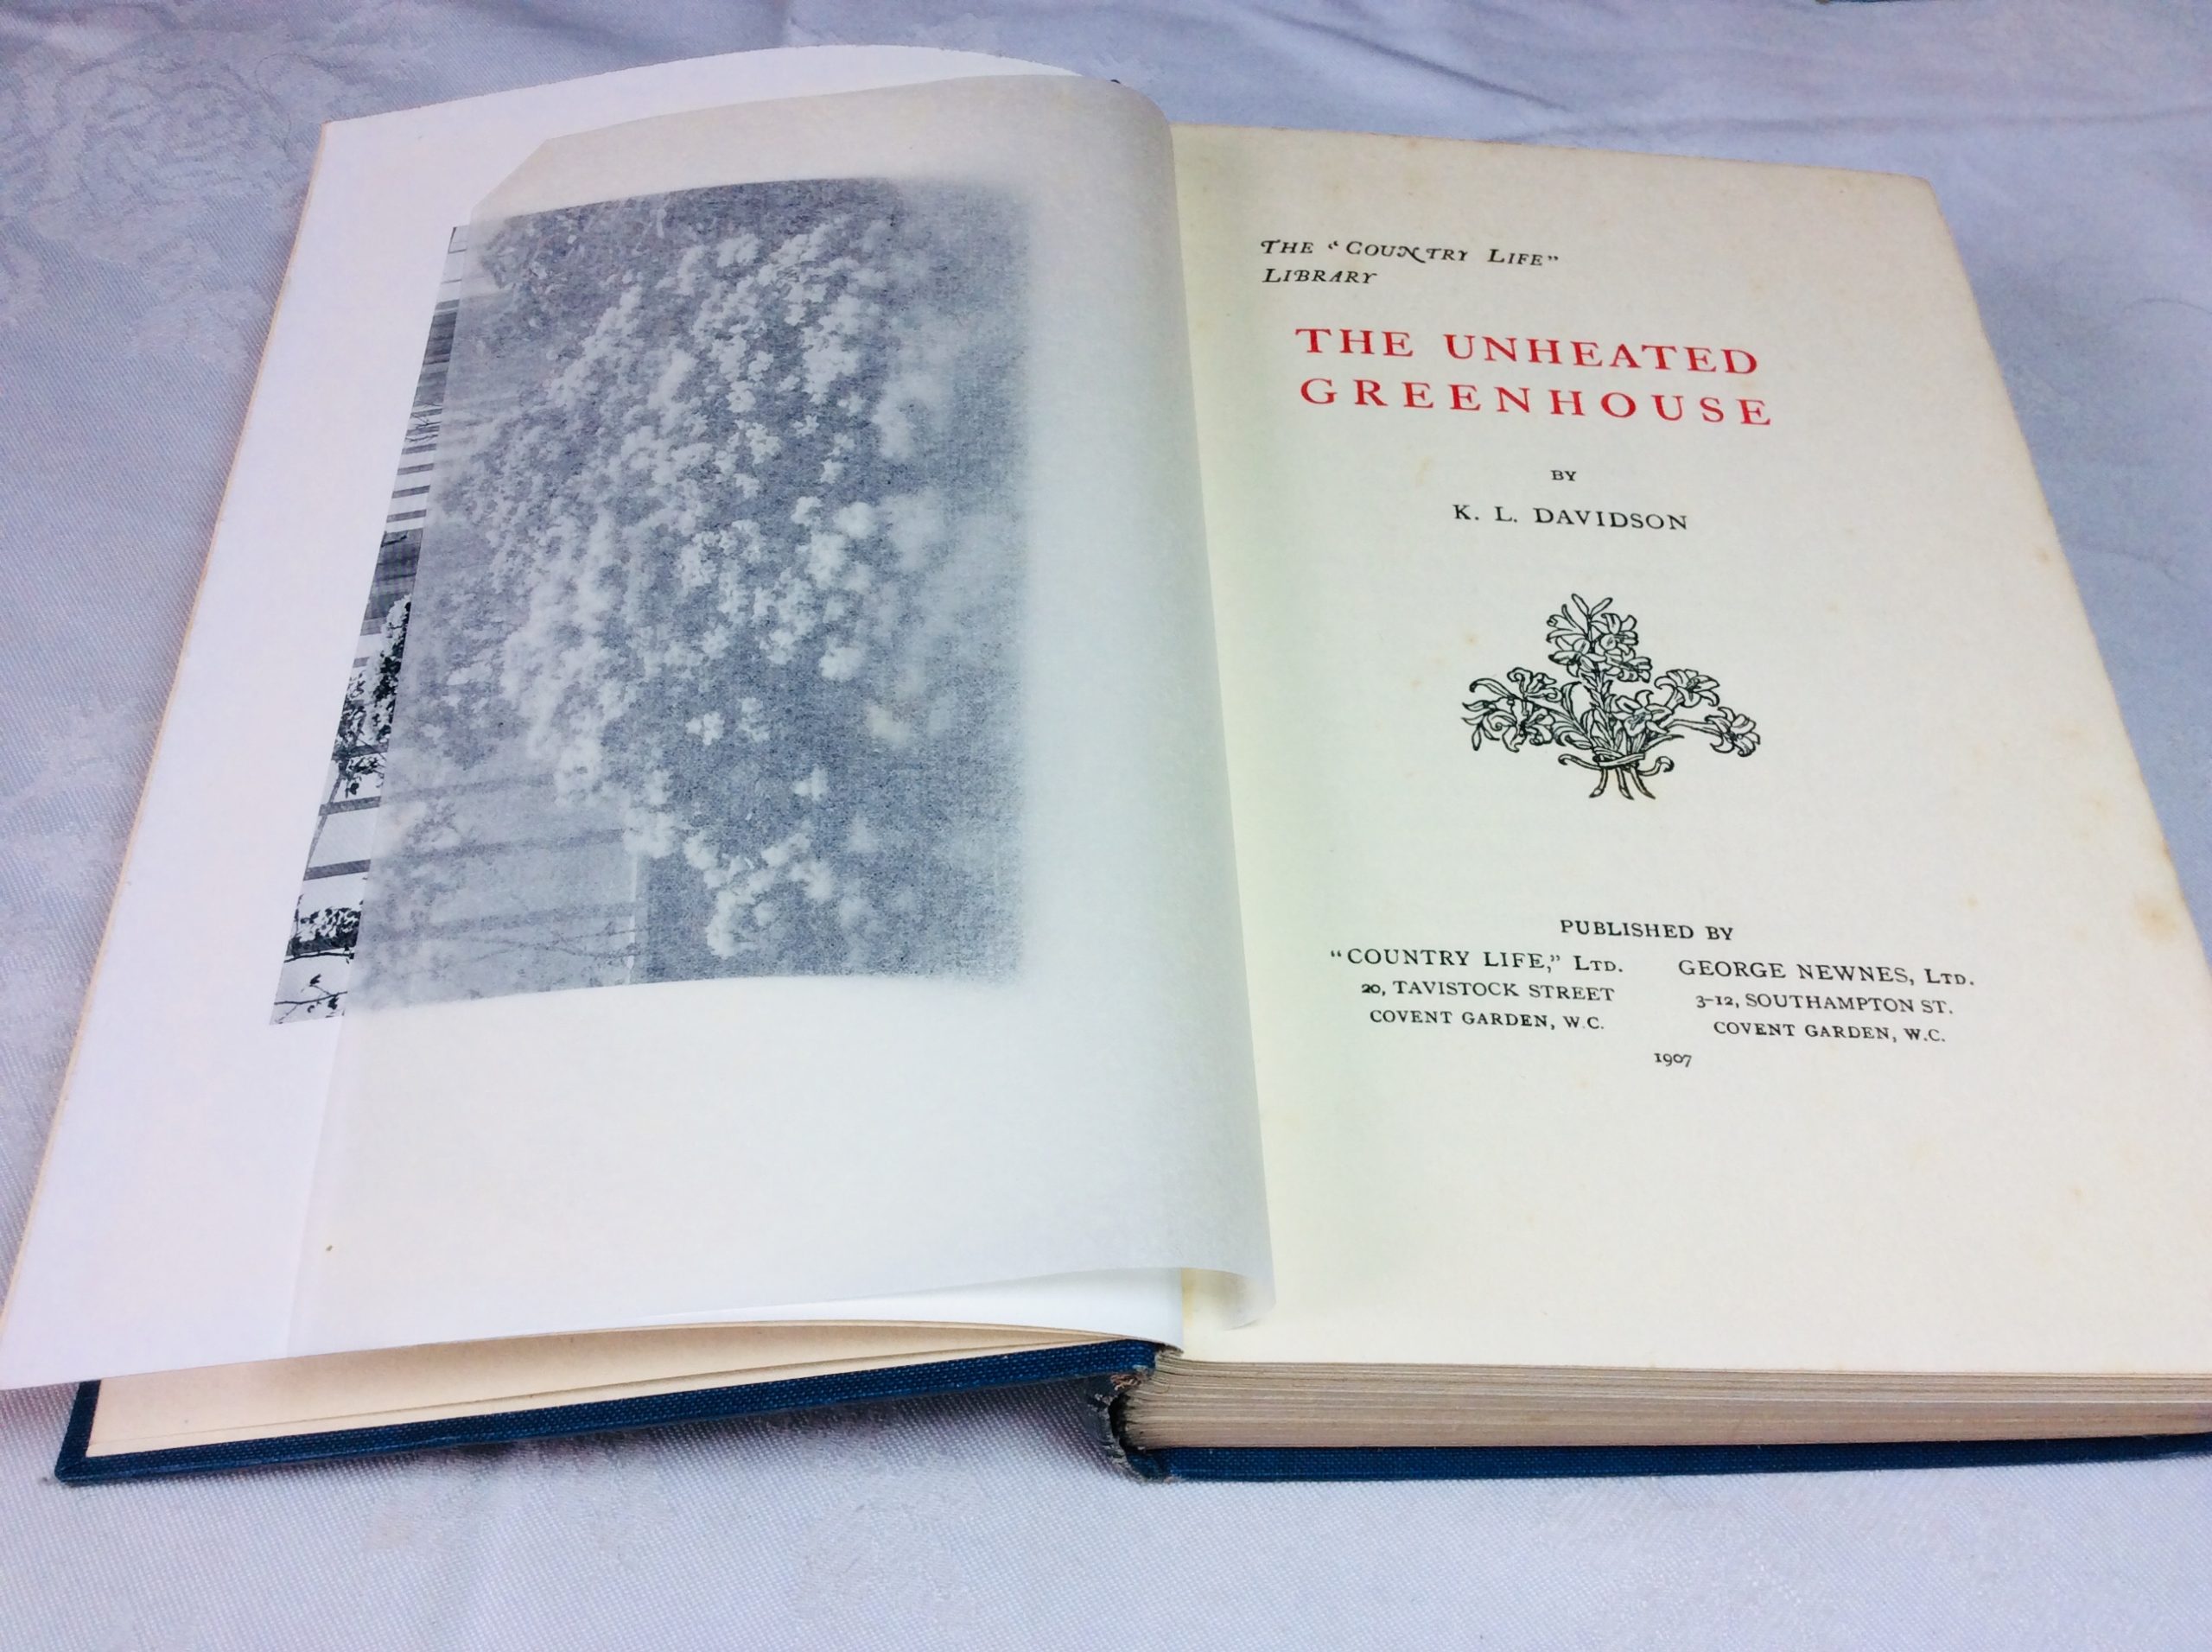 THE "COUNTRY LIFE"
LIBRARY
THE UNHEATED
GREENHOUSE
BY
K. L. DAVIDSON
PUBLISHED BY
"COUNTRY LIFE," LTD.
20, TAVISTOCK STREET
COVENT GARDEN, W.C.
GEORGE NEWNES, LTD.
3-12, SOUTHAMPTON ST.
COVENT GARDEN, W.C.
1907